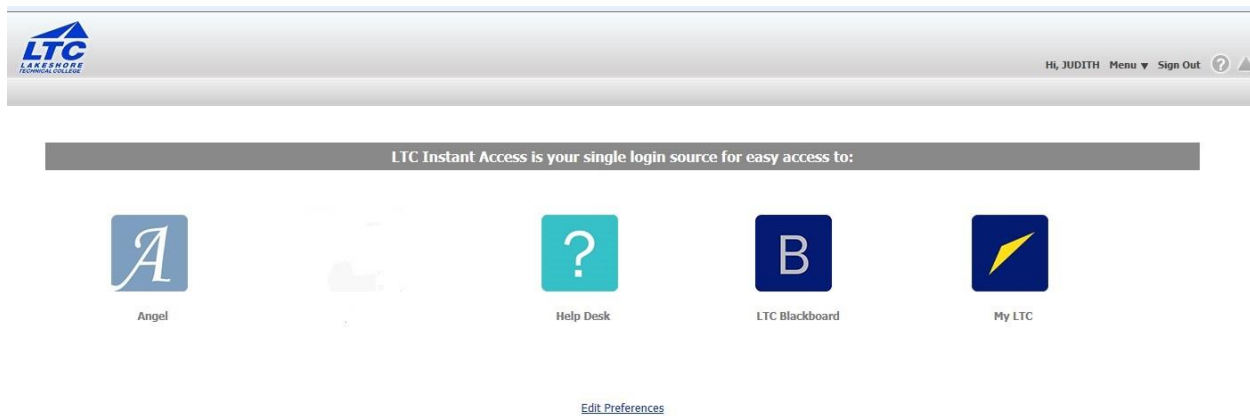 LTC
LAKESHORE
TECHNICAL COLLEGE
Hi, JUDITH Menu ▼ Sign Out ?
LTC Instant Access is your single login source for easy access to:
A ? B
Angel Help Desk LTC Blackboard My LTC
Edit Preferences